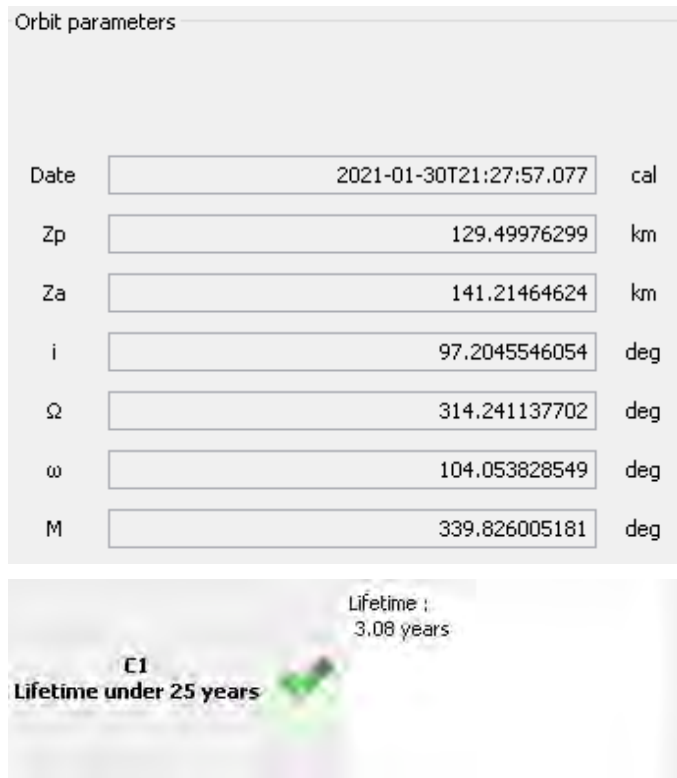 Orbit parameters
Date 2021-01-30T21:27:57.077 cal
Zp 129.49976299 km
Za 141.21464624 km
i 97.2045546054 deg
Ω 314.241137702 deg
ω 104.053828549 deg
M 339.826005181 deg
Lifetime :
3.08 years
C1
Lifetime under 25 years